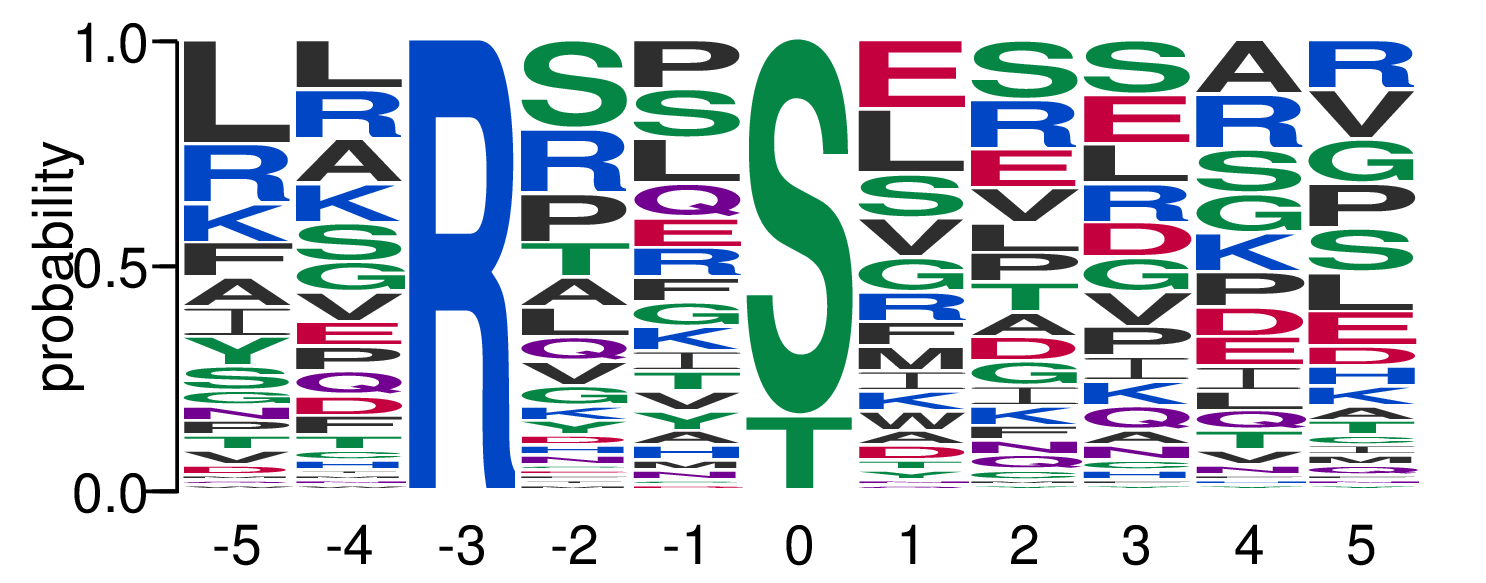 probability
1.0
0.5
0.0
L R K F A I Y S G N P T V D
L R A K S G V E P Q D F T C H
R
S R P T A L Q V G K Y D H N
P S L Q E R F G K I T V Y A H M N
S T
E L S V G R F M I K W A D T Y
S R E V L P T A D G I K F N Q C
S E L R D G V P I K Q A N C H
A R S G K P D E I L Q T V N
R V G P S L E D H K A T C I M Q
-5 -4 -3 -2 -1 0 1 2 3 4 5